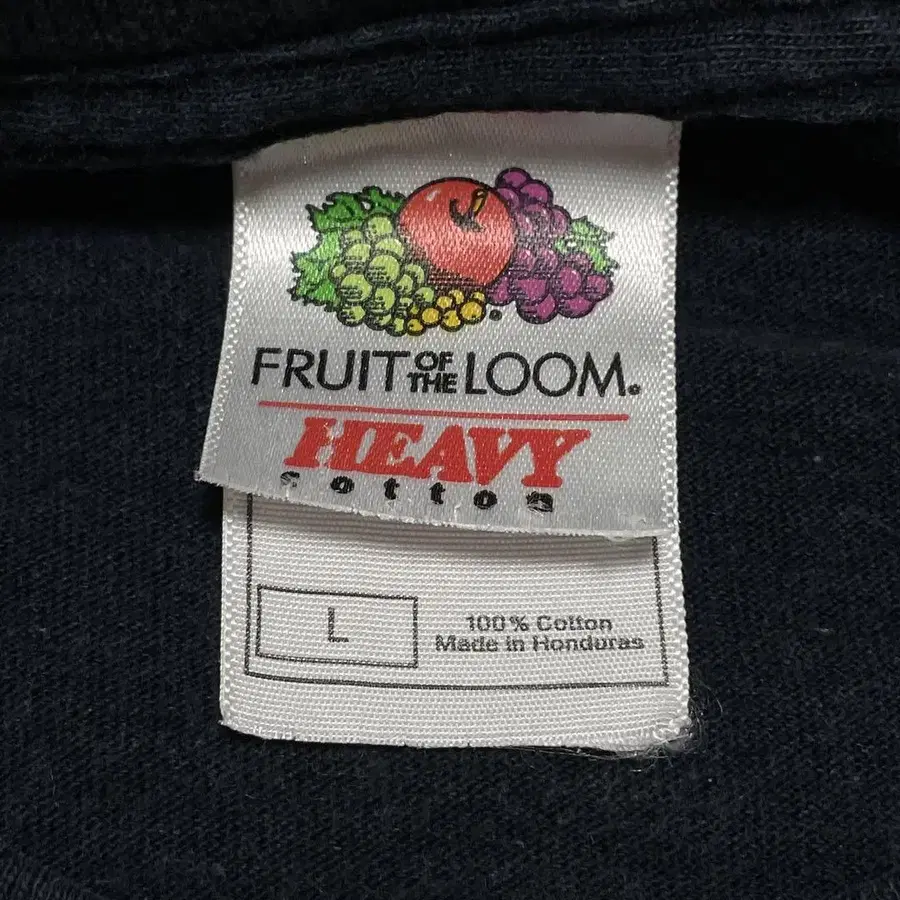 FRUIT OF THE LOOM.
HEAVY
cotton
L
100% Cotton
Made in Honduras